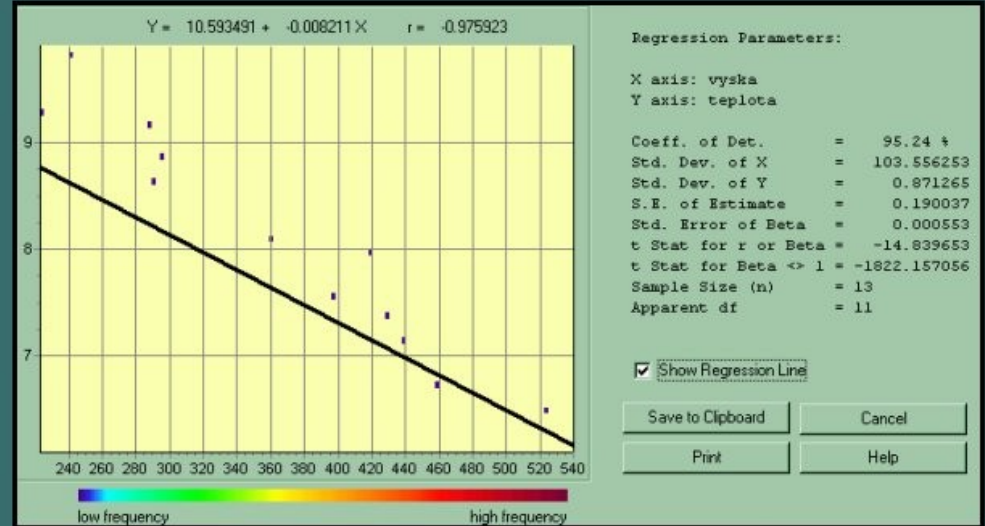 Y = 10.593491 + -0.008211 X r = -0.975923
9
8
7
240 260 280 300 320 340 360 380 400 420 440 460 480 500 520 540
low frequency high frequency
Regression Parameters:
X axis: vyska
Y axis: teplota
Coeff. of Det. = 95.24 %
Std. Dev. of X = 103.556253
Std. Dev. of Y = 0.871265
S.E. of Estimate = 0.190037
Std. Error of Beta = 0.000553
t Stat for r or Beta = -14.839653
t Stat for Beta <> 1 = -1822.157056
Sample Size (n) = 13
Apparent df = 11
Show Regression Line
Save to Clipboard Cancel
Print Help